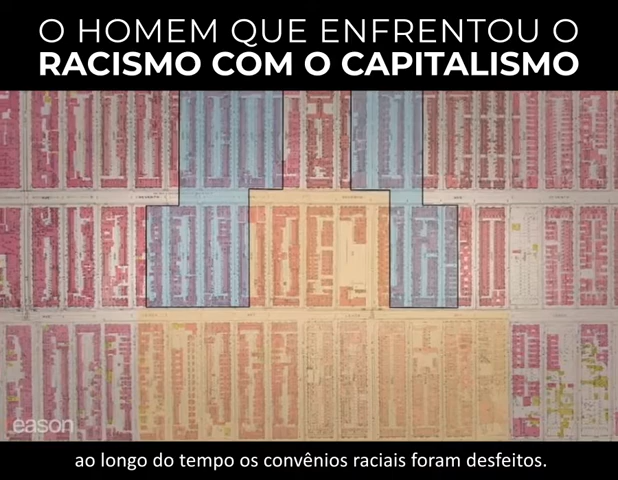 O HOMEM QUE ENFRENTOU O
RACISMO COM O CAPITALISMO
eason
ao longo do tempo os convênios raciais foram desfeitos.